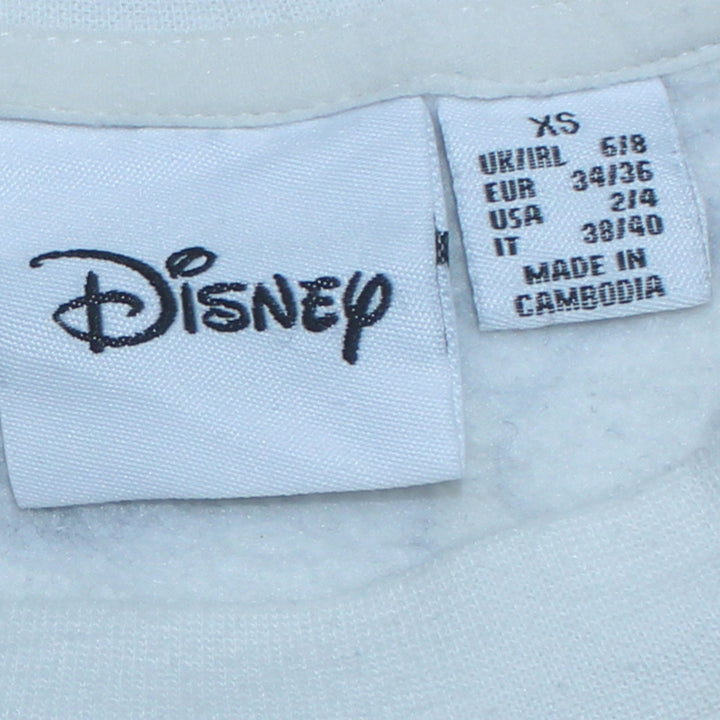 Disney
XS
UK/IRL 6/8
EUR 34/36
USA 2/4
IT 38/40
MADE IN
CAMBODIA